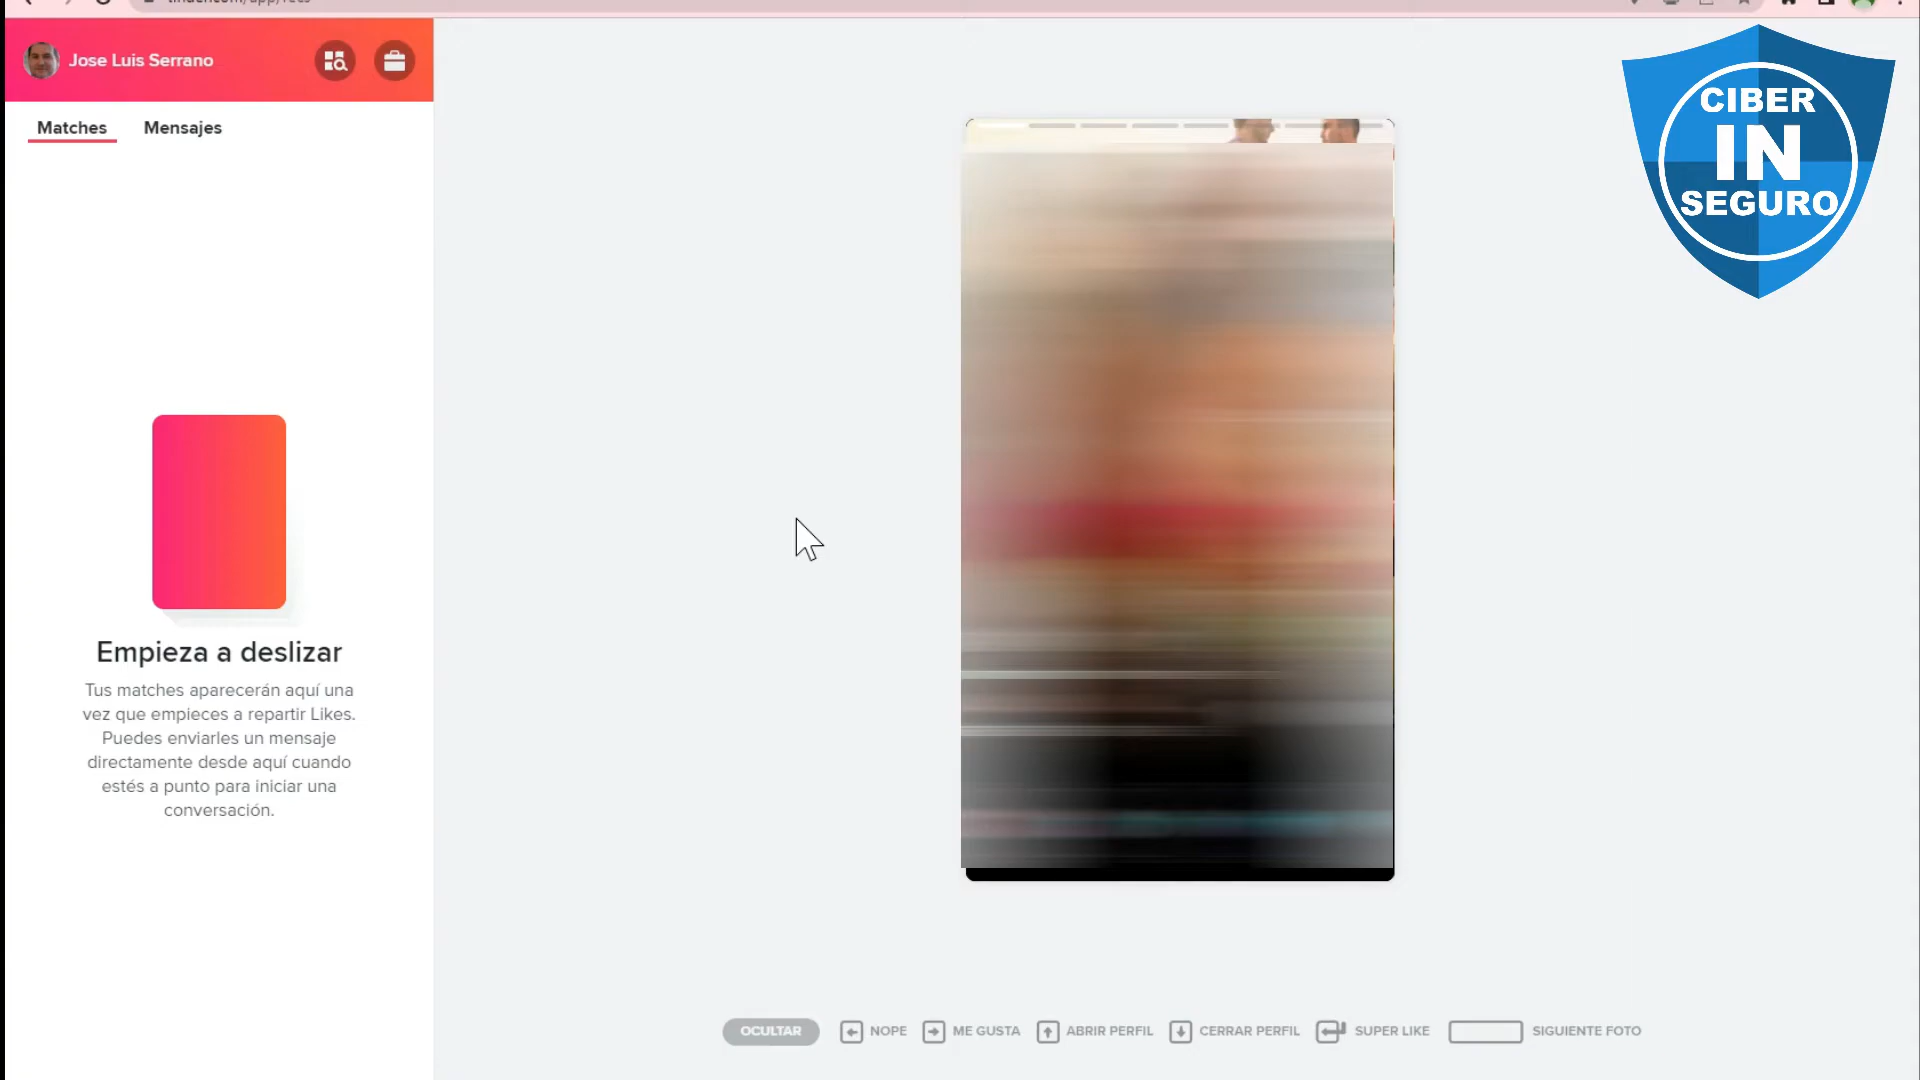 Jose Luis Serrano
Matches Mensajes
Empieza a deslizar
Tus matches aparecerán aquí una
vez que empieces a repartir Likes.
Puedes enviarles un mensaje
directamente desde aquí cuando
estés a punto para iniciar una
conversación.
CIBER
IN
SEGURO
OCULTAR NOPE ME GUSTA ABRIR PERFIL CERRAR PERFIL SUPER LIKE SIGUIENTE FOTO